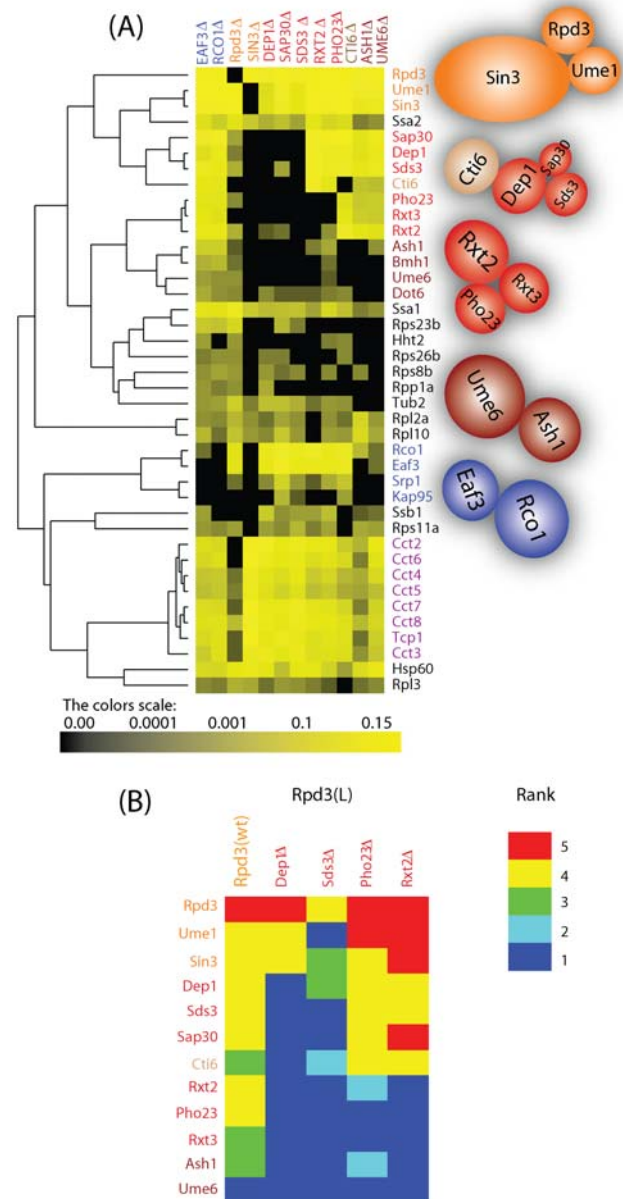 (A)
EAF3Δ
RCO1Δ
Rpd3Δ
SIN3Δ
DEP1Δ
SAP30Δ
SDS3Δ
RXT2Δ
PHO23Δ
CTI6Δ
ASH1Δ
UME6Δ
Rpd3
Ume1
Sin3
Ssa2
Sap30
Dep1
Sds3
Cti6
Pho23
Rxt3
Rxt2
Ash1
Bmh1
Ume6
Dot6
Ssa1
Rps23b
Hht2
Rps26b
Rps8b
Rpp1a
Tub2
Rpl2a
Rpl10
Rco1
Eaf3
Srp1
Kap95
Ssb1
Rps11a
Cct2
Cct6
Cct4
Cct5
Cct7
Cct8
Tcp1
Cct3
Hsp60
Rpl3
Rpd3
Sin3
Ume1
Cti6
Dep1
Sap30
Sds3
Rxt2
Rxt3
Pho23
Ume6
Ash1
Eaf3
Rco1
The colors scale:
0.00 0.0001 0.001 0.1 0.15
(B)
Rpd3(L)
Rank
Rpd3(wt)
Dep1Δ
Sds3Δ
Pho23Δ
Rxt2Δ
5
4
3
2
1
Rpd3
Ume1
Sin3
Dep1
Sds3
Sap30
Cti6
Rxt2
Pho23
Rxt3
Ash1
Ume6